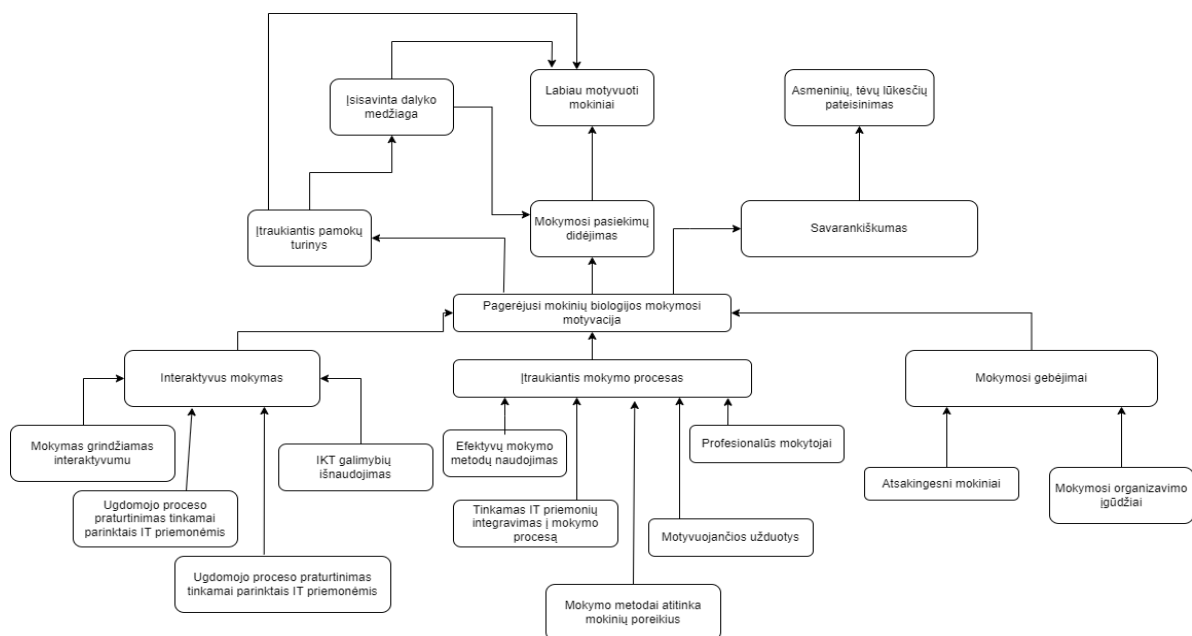 Labiau motyvuoti
mokiniai
Asmeninių, tėvų lūkesčių
pateisinimas
Įsisavinta dalyko
medžiaga
Įtraukiantis pamokų
turinys
Mokymosi pasiekimų
didėjimas
Savarankiškumas
Pagerėjusi mokinių biologijos mokymosi
motyvacija
Interaktyvus mokymas
Įtraukiantis mokymo procesas
Mokymosi gebėjimai
Mokymas grindžiamas
interaktyvumu
IKT galimybių
išnaudojimas
Efektyvų mokymo
metodų naudojimas
Profesionalūs mokytojai
Atsakingesni mokiniai
Mokymosi organizavimo
įgūdžiai
Ugdomojo proceso
praturtinimas tinkamai
parinktais IT priemonėmis
Tinkamas IT priemonių
integravimas į mokymo
procesą
Motyvuojančios užduotys
Ugdomojo proceso praturtinimas
tinkamai parinktais IT priemonėmis
Mokymo metodai atitinka
mokinių poreikius